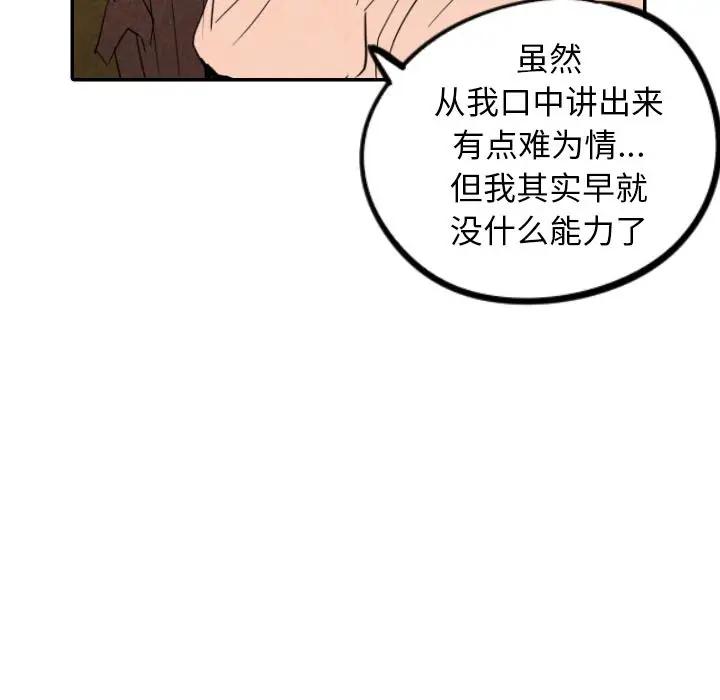 虽然
从我口中讲出来
有点难为情...
但我其实早就
没什么能力了